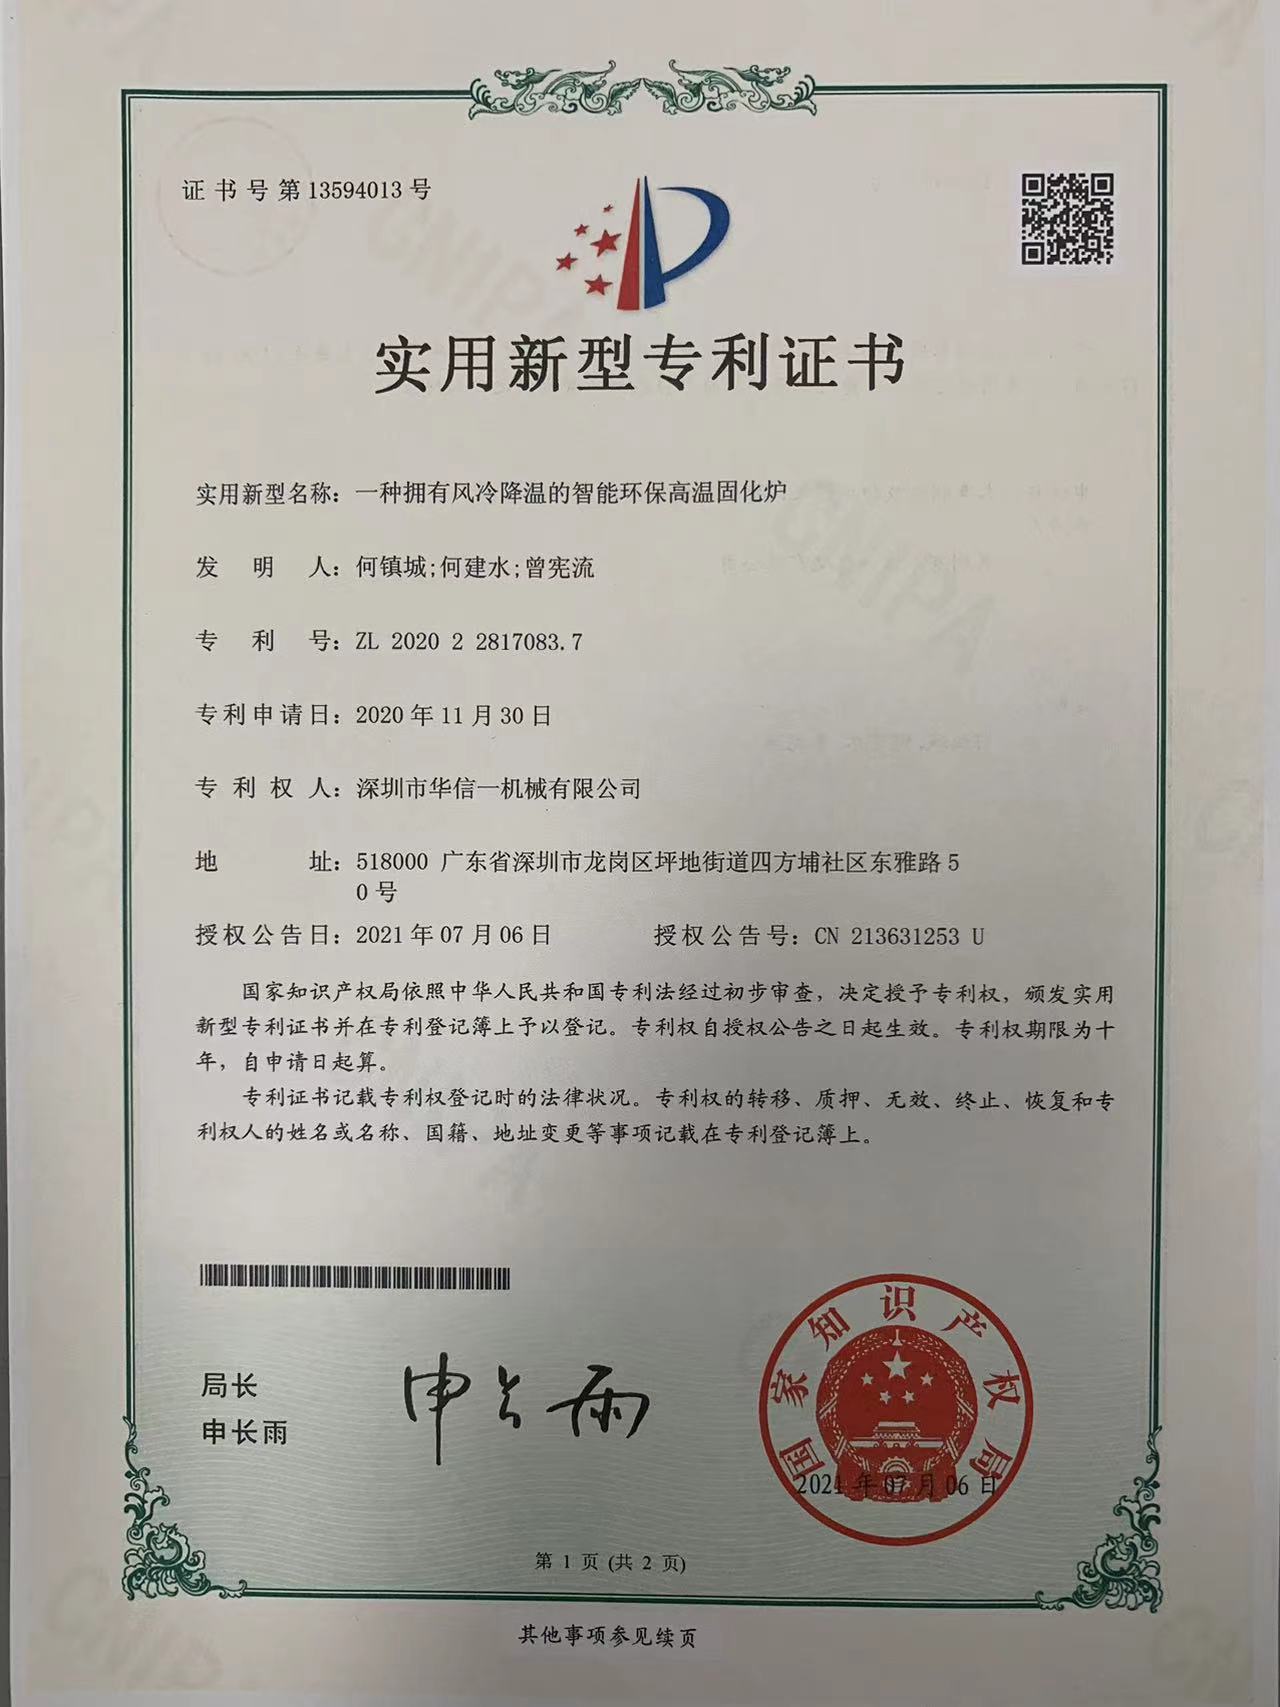 证书号第13594013号
实用新型专利证书
实用新型名称：一种拥有风冷降温的智能环保高温固化炉
发明人：何镇城;何建水;曾宪流
专利号：ZL 2020 2 2817083.7
专利申请日：2020年11月30日
专利权人：深圳市华信一机械有限公司
地址：518000 广东省深圳市龙岗区坪地街道四方埔社区东雅路5
0号
授权公告日：2021年07月06日 授权公告号：CN 213631253 U
国家知识产权局依照中华人民共和国专利法经过初步审查，决定授予专利权，颁发实用
新型专利证书并在专利登记簿上予以登记。专利权自授权公告之日起生效。专利权期限为十
年，自申请日起算。
专利证书记载专利权登记时的法律状况。专利权的转移、质押、无效、终止、恢复和专
利权人的姓名或名称、国籍、地址变更等事项记载在专利登记簿上。
局长
申长雨
申长雨
国家知识产权局
2021年07月06日
第 1 页 (共 2 页)
其他事项参见续页
CNIPA
CNIPA